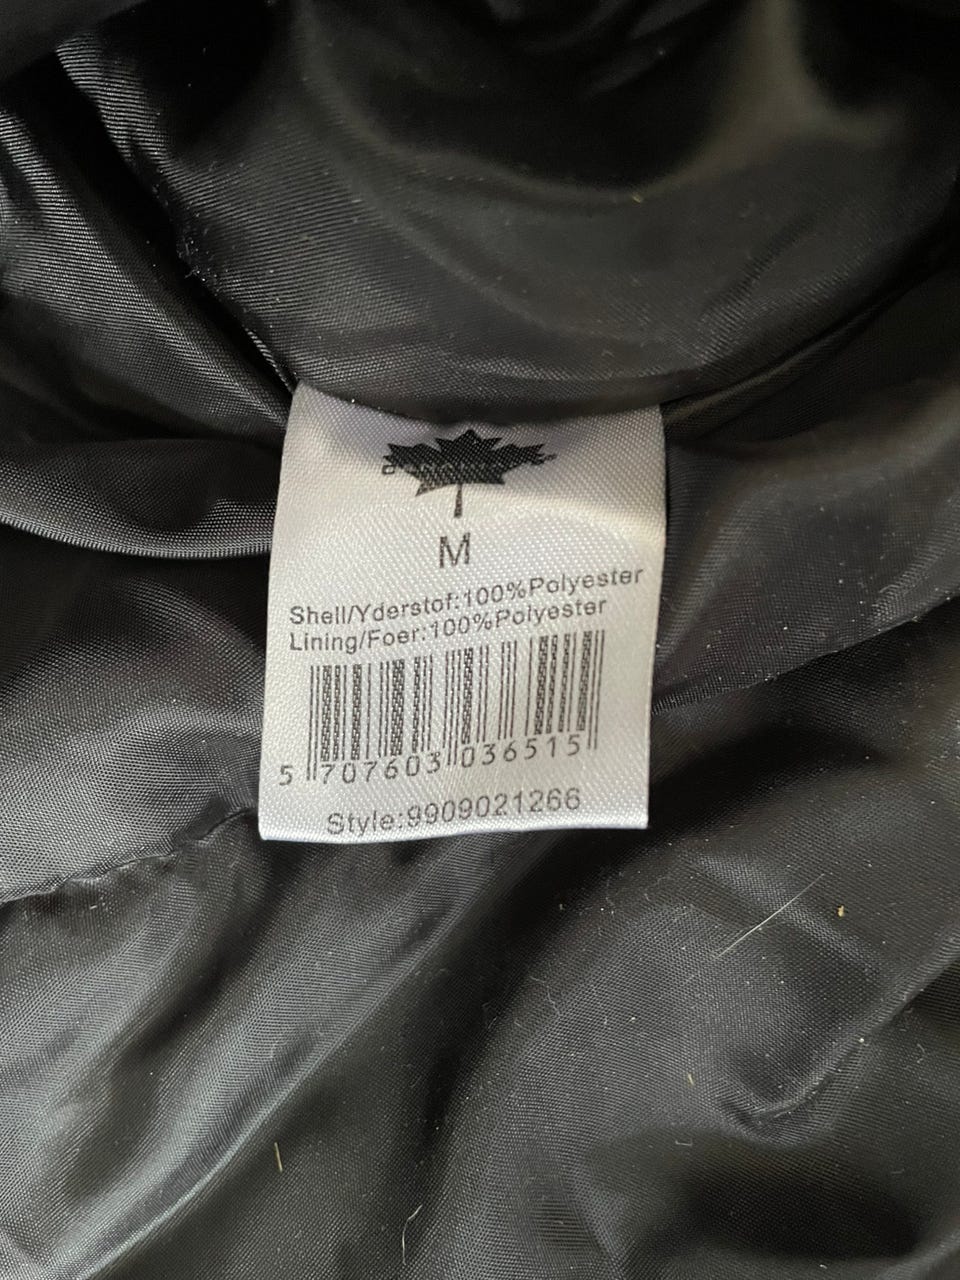 M
Shell/Yderstof:100%Polyester
Lining/Foer:100%Polyester
5 707603 036515
Style:9909021266